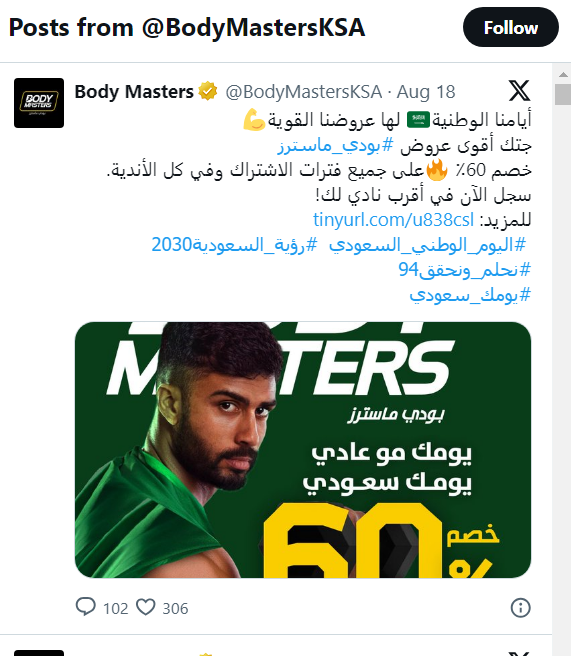 Posts from @BodyMastersKSA
Follow
BODY
MASTERS
Body Masters @BodyMastersKSA · Aug 18
أيامنا الوطنية🇸🇦 لها عروضنا القوية💪
جتك أقوى عروض #بودي_ماسترز
خصم 60٪ 🔥على جميع فترات الاشتراك وفي كل الأندية.
سجل الآن في أقرب نادي لك!
للمزيد: tinyurl.com/u838csl
#اليوم_الوطني_السعودي #رؤية_السعودية2030
#نحلم_ونحقق94
#يومك_سعودي
BODY
MASTERS
بودي ماسترز
يومك مو عادي
يومك سعودي
خصم 60
%
102 306